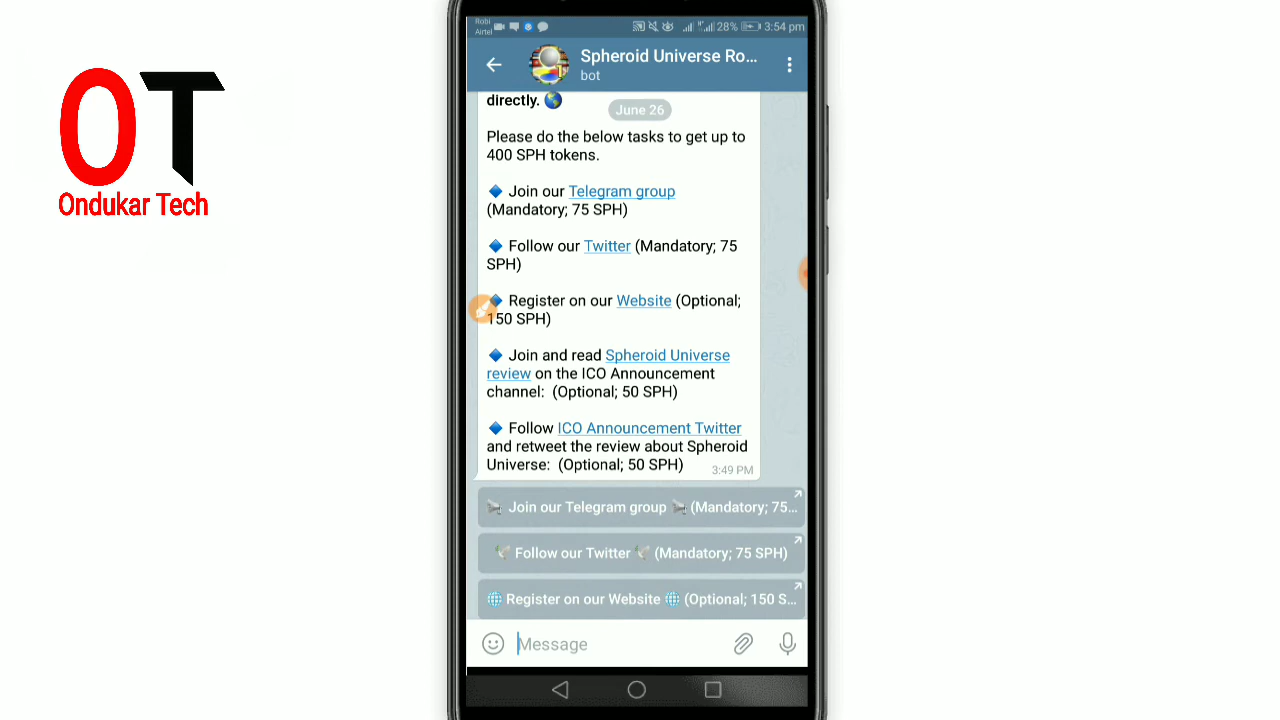 OT
Ondukar Tech
Robi
Airtel
28% 3:54 pm
Spheroid Universe Ro...
bot
directly. 🌎
June 26
Please do the below tasks to get up to
400 SPH tokens.
🔹 Join our Telegram group
(Mandatory; 75 SPH)
🔹 Follow our Twitter (Mandatory; 75
SPH)
🔹 Register on our Website (Optional;
150 SPH)
🔹 Join and read Spheroid Universe
review on the ICO Announcement
channel: (Optional; 50 SPH)
🔹 Follow ICO Announcement Twitter
and retweet the review about Spheroid
Universe: (Optional; 50 SPH)
3:49 PM
Join our Telegram group (Mandatory; 75...
🕊 Follow our Twitter 🕊 (Mandatory; 75 SPH)
🌐 Register on our Website 🌐 (Optional; 150 S...
Message